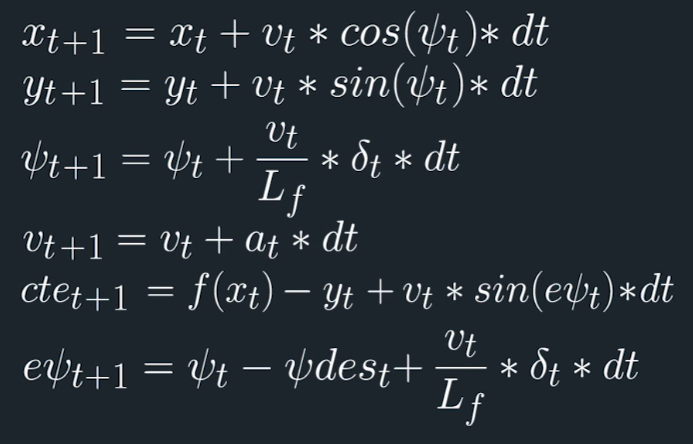 x_{t+1} = x_t + v_t * cos(ψ_t) * dt
y_{t+1} = y_t + v_t * sin(ψ_t) * dt
ψ_{t+1} = ψ_t + \frac{v_t}{L_f} * δ_t * dt
v_{t+1} = v_t + a_t * dt
cte_{t+1} = f(x_t) − y_t + v_t * sin(eψ_t) * dt
eψ_{t+1} = ψ_t − ψdes_t + \frac{v_t}{L_f} * δ_t * dt